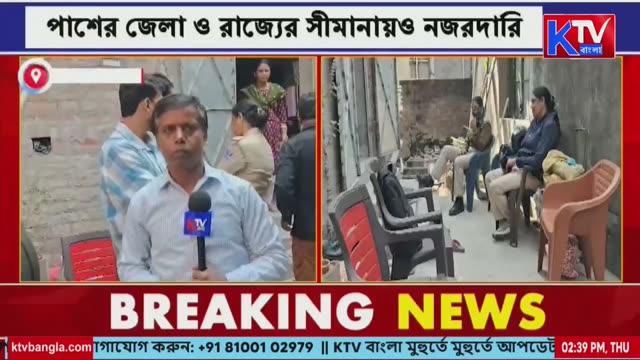 পাশের জেলা ও রাজ্যের সীমানায়ও নজরদারি
KTV
বাংলা
KTV
BREAKING NEWS
ktvbangla.com
গাযোগ করুন: +91 81001 02979 || KTV বাংলা মুহূর্তে মুহূর্তে আপডেট
02:39 PM, THU